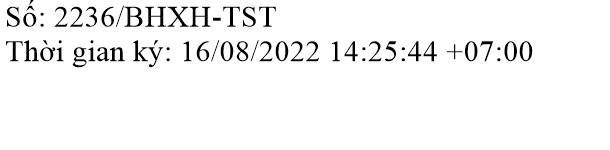 Số: 2236/BHXH-TST
Thời gian ký: 16/08/2022 14:25:44 +07:00